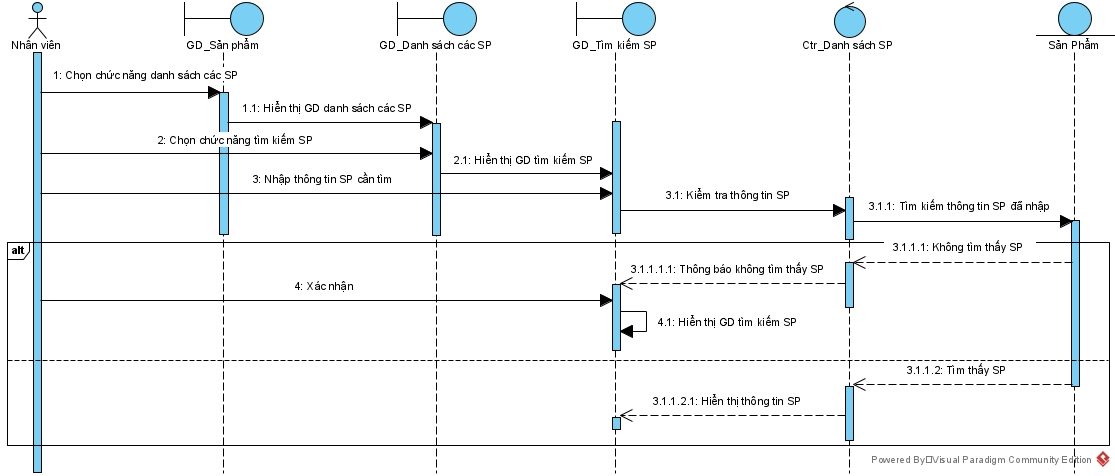 Nhân viên
GD_Sản phẩm
GD_Danh sách các SP
GD_Tìm kiếm SP
Ctr_Danh sách SP
Sản Phẩm
1: Chọn chức năng danh sách các SP
1.1: Hiển thị GD danh sách các SP
2: Chọn chức năng tìm kiếm SP
2.1: Hiển thị GD tìm kiếm SP
3: Nhập thông tin SP cần tìm
3.1: Kiểm tra thông tin SP
3.1.1: Tìm kiếm thông tin SP đã nhập
alt
3.1.1.1: Không tìm thấy SP
3.1.1.1.1: Thông báo không tìm thấy SP
4: Xác nhận
4.1: Hiển thị GD tìm kiếm SP
3.1.1.2: Tìm thấy SP
3.1.1.2.1: Hiển thị thông tin SP
Powered By Visual Paradigm Community Edition